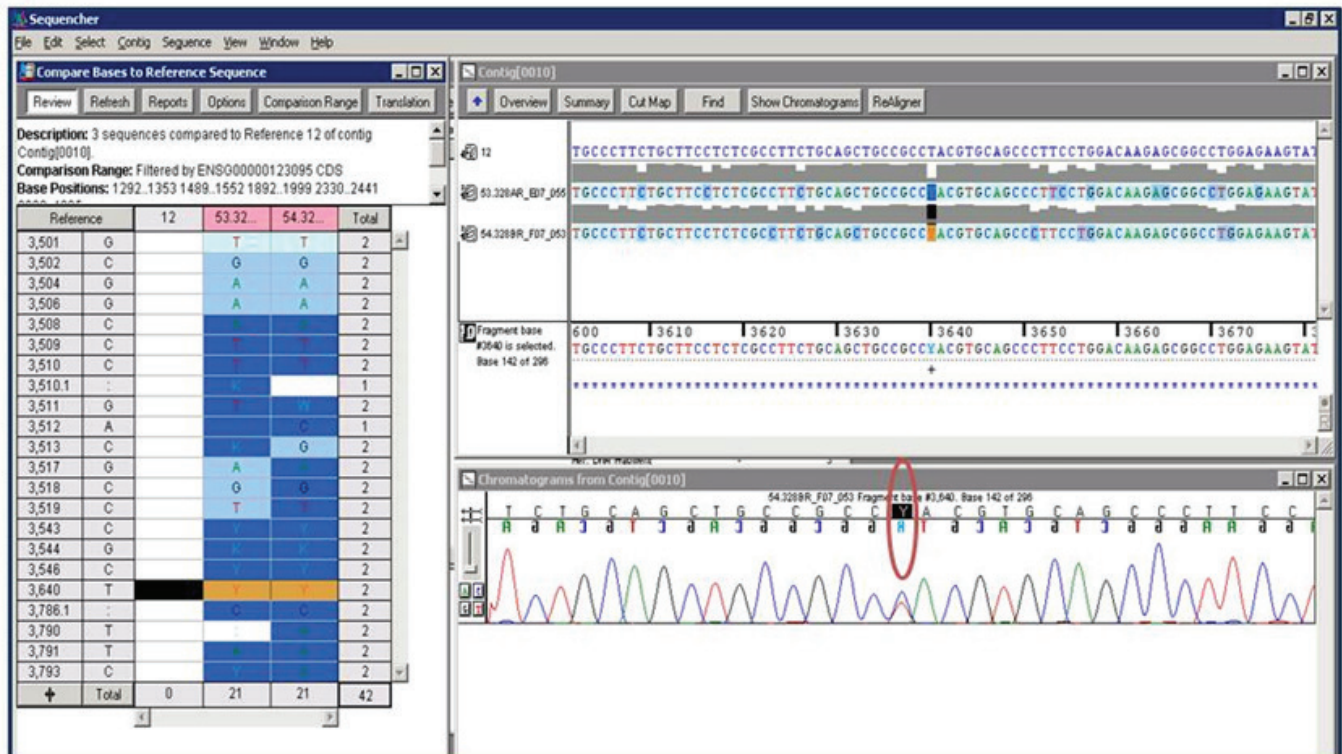 Sequencher
File Edit Select Contig Sequence View Window Help
Compare Bases to Reference Sequence
Review Refresh Reports Options Comparison Range Translation
Description: 3 sequences compared to Reference 12 of contig
Contig[0010].
Comparison Range: Filtered by ENSG00000123095 CDS
Base Positions: 1292..1353 1489..1552 1892..1999 2330..2441
Reference 12 53.32... 54.32... Total
3,501 G T T 2
3,502 C G G 2
3,504 G A A 2
3,506 G A A 2
3,508 C 2
3,509 C T T 2
3,510 C T T 2
3,510.1 : K 1
3,511 G T W 2
3,512 A C 1
3,513 C K G 2
3,517 G A 2
3,518 C G G 2
3,519 C T T 2
3,543 C Y Y 2
3,544 G K K 2
3,546 C Y Y 2
3,640 T Y Y 2
3,786.1 : C C 2
3,790 T : 2
3,791 T A A 2
3,793 C Y 2
Total 0 21 21 42
Contig[0010]
Overview Summary Cut Map Find Show Chromatograms ReAligner
12 TGCCCTTCTGCTTCCTCTCGCCTTCTGCAGCTGCCGCCTACGTGCAGCCCTTCCTGGACAAGAGCGGCCTGGAGAAGTAT
53.328AR_E07_055 TGCCCTTCTGCTTCCTCTCGCCTTCTGCAGCTGCCGCC ACGTGCAGCCCTTCCTGGACAAGAGCGGCCTGGAGAAGTAT
54.328BR_F07_053 TGCCCTTCTGCTTCCTCTCGCCTTCTGCAGCTGCCGCCYACGTGCAGCCCTTCCTGGACAAGAGCGGCCTGGAGAAGTAT
Fragment base
#3640 is selected.
Base 142 of 296
600 3610 3620 3630 3640 3650 3660 3670
TGCCCTTCTGCTTCCTCTCGCCTTCTGCAGCTGCCGCCYACGTGCAGCCCTTCCTGGACAAGAGCGGCCTGGAGAAGTAT
+
Chromatograms from Contig[0010]
54.328BR_F07_053 Fragment base #3,640. Base 142 of 296
T C T G C A G C T G C C G C C Y A C G T G C A G C C C T T C C
A C
G T